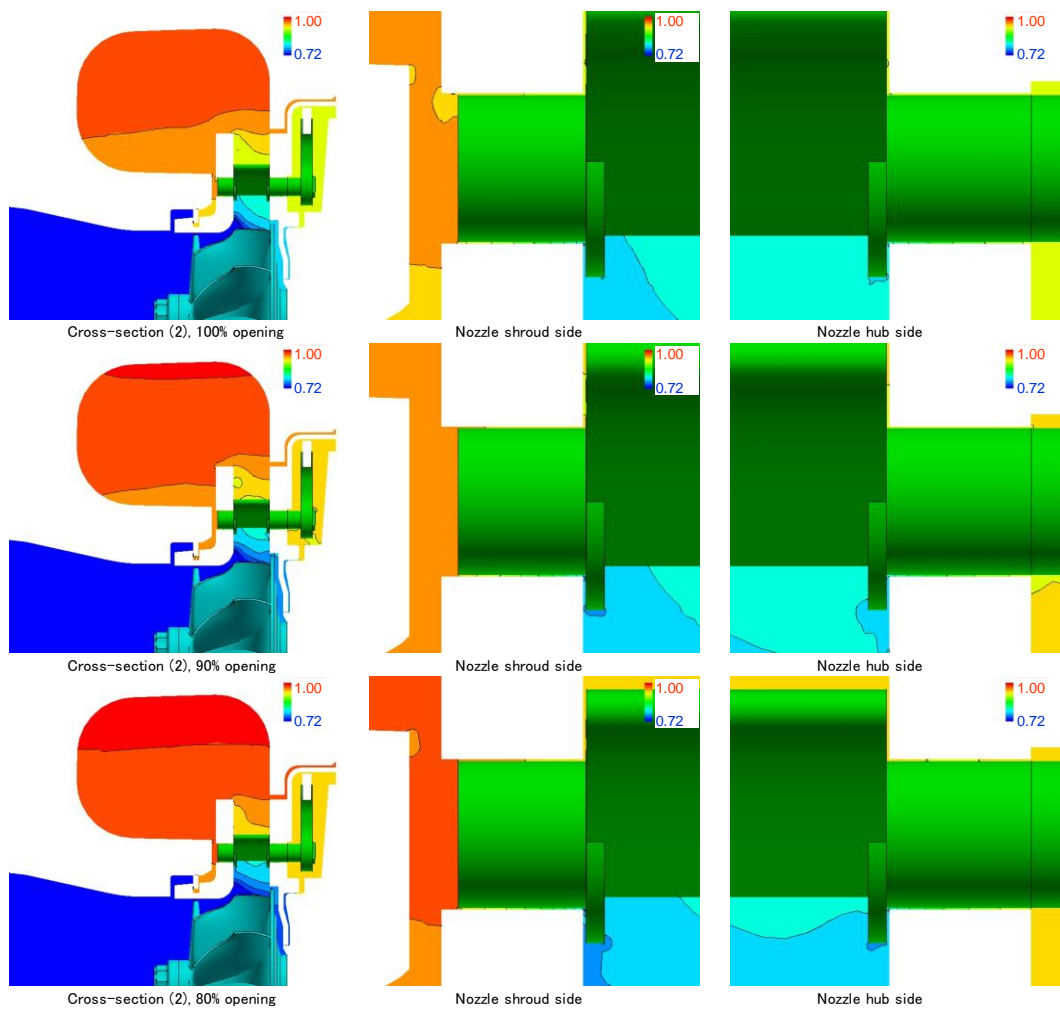 1.00
0.72
1.00
0.72
1.00
0.72
Cross-section (2), 100% opening
Nozzle shroud side
Nozzle hub side
1.00
0.72
1.00
0.72
1.00
0.72
Cross-section (2), 90% opening
Nozzle shroud side
Nozzle hub side
1.00
0.72
1.00
0.72
1.00
0.72
Cross-section (2), 80% opening
Nozzle shroud side
Nozzle hub side